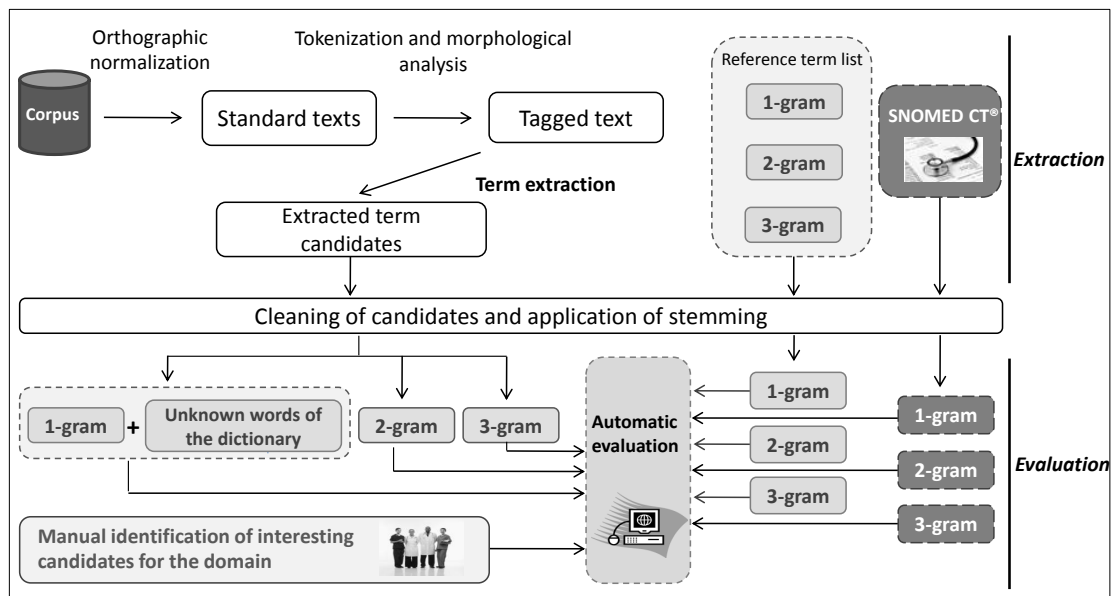 Orthographic
normalization
Tokenization and morphological
analysis
Reference term list
Corpus
Standard texts
Tagged text
1-gram
2-gram
3-gram
SNOMED CT®
Extraction
Term extraction
Extracted term
candidates
Cleaning of candidates and application of stemming
1-gram
+
Unknown words of
the dictionary
2-gram
3-gram
Automatic
evaluation
1-gram
2-gram
3-gram
1-gram
2-gram
3-gram
Evaluation
Manual identification of interesting
candidates for the domain